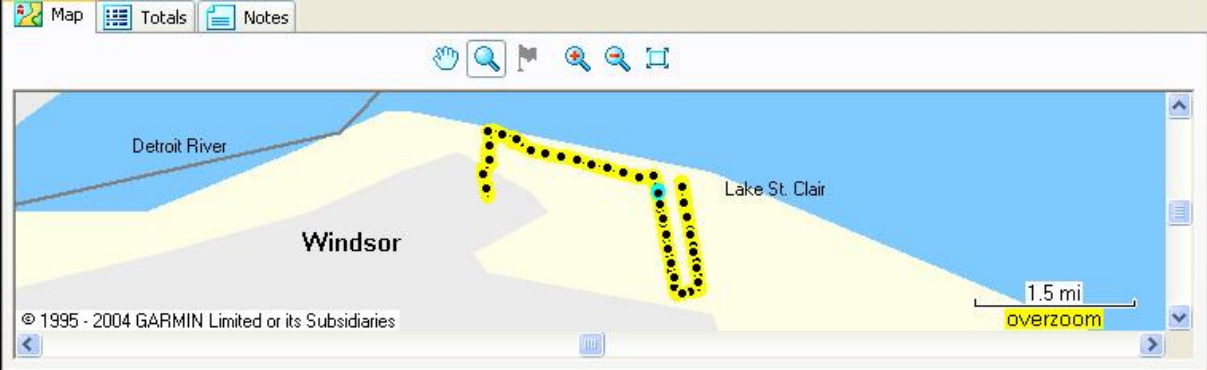 Map Totals Notes
Detroit River
Lake St. Clair
Windsor
1.5 mi
overzoom
© 1995 - 2004 GARMIN Limited or its Subsidiaries